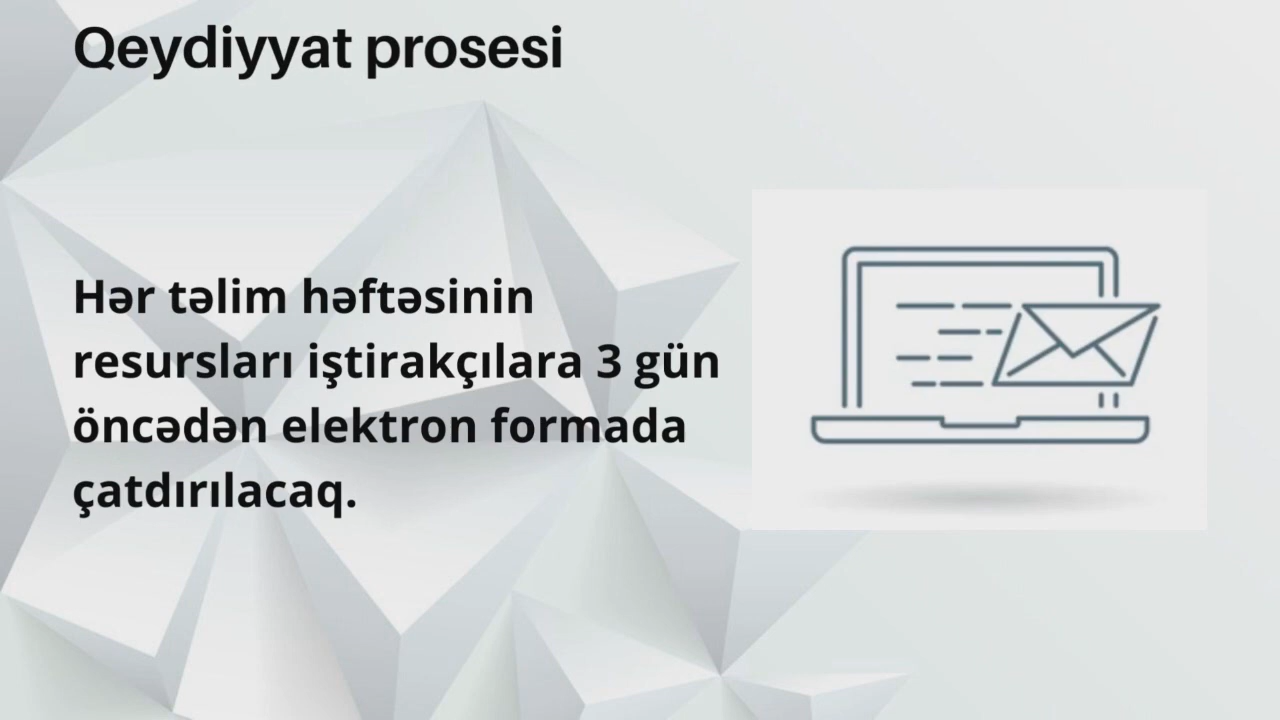 Qeydiyyat prosesi
Hər təlim həftəsinin
resursları iştirakçılara 3 gün
öncədən elektron formada
çatdırılacaq.